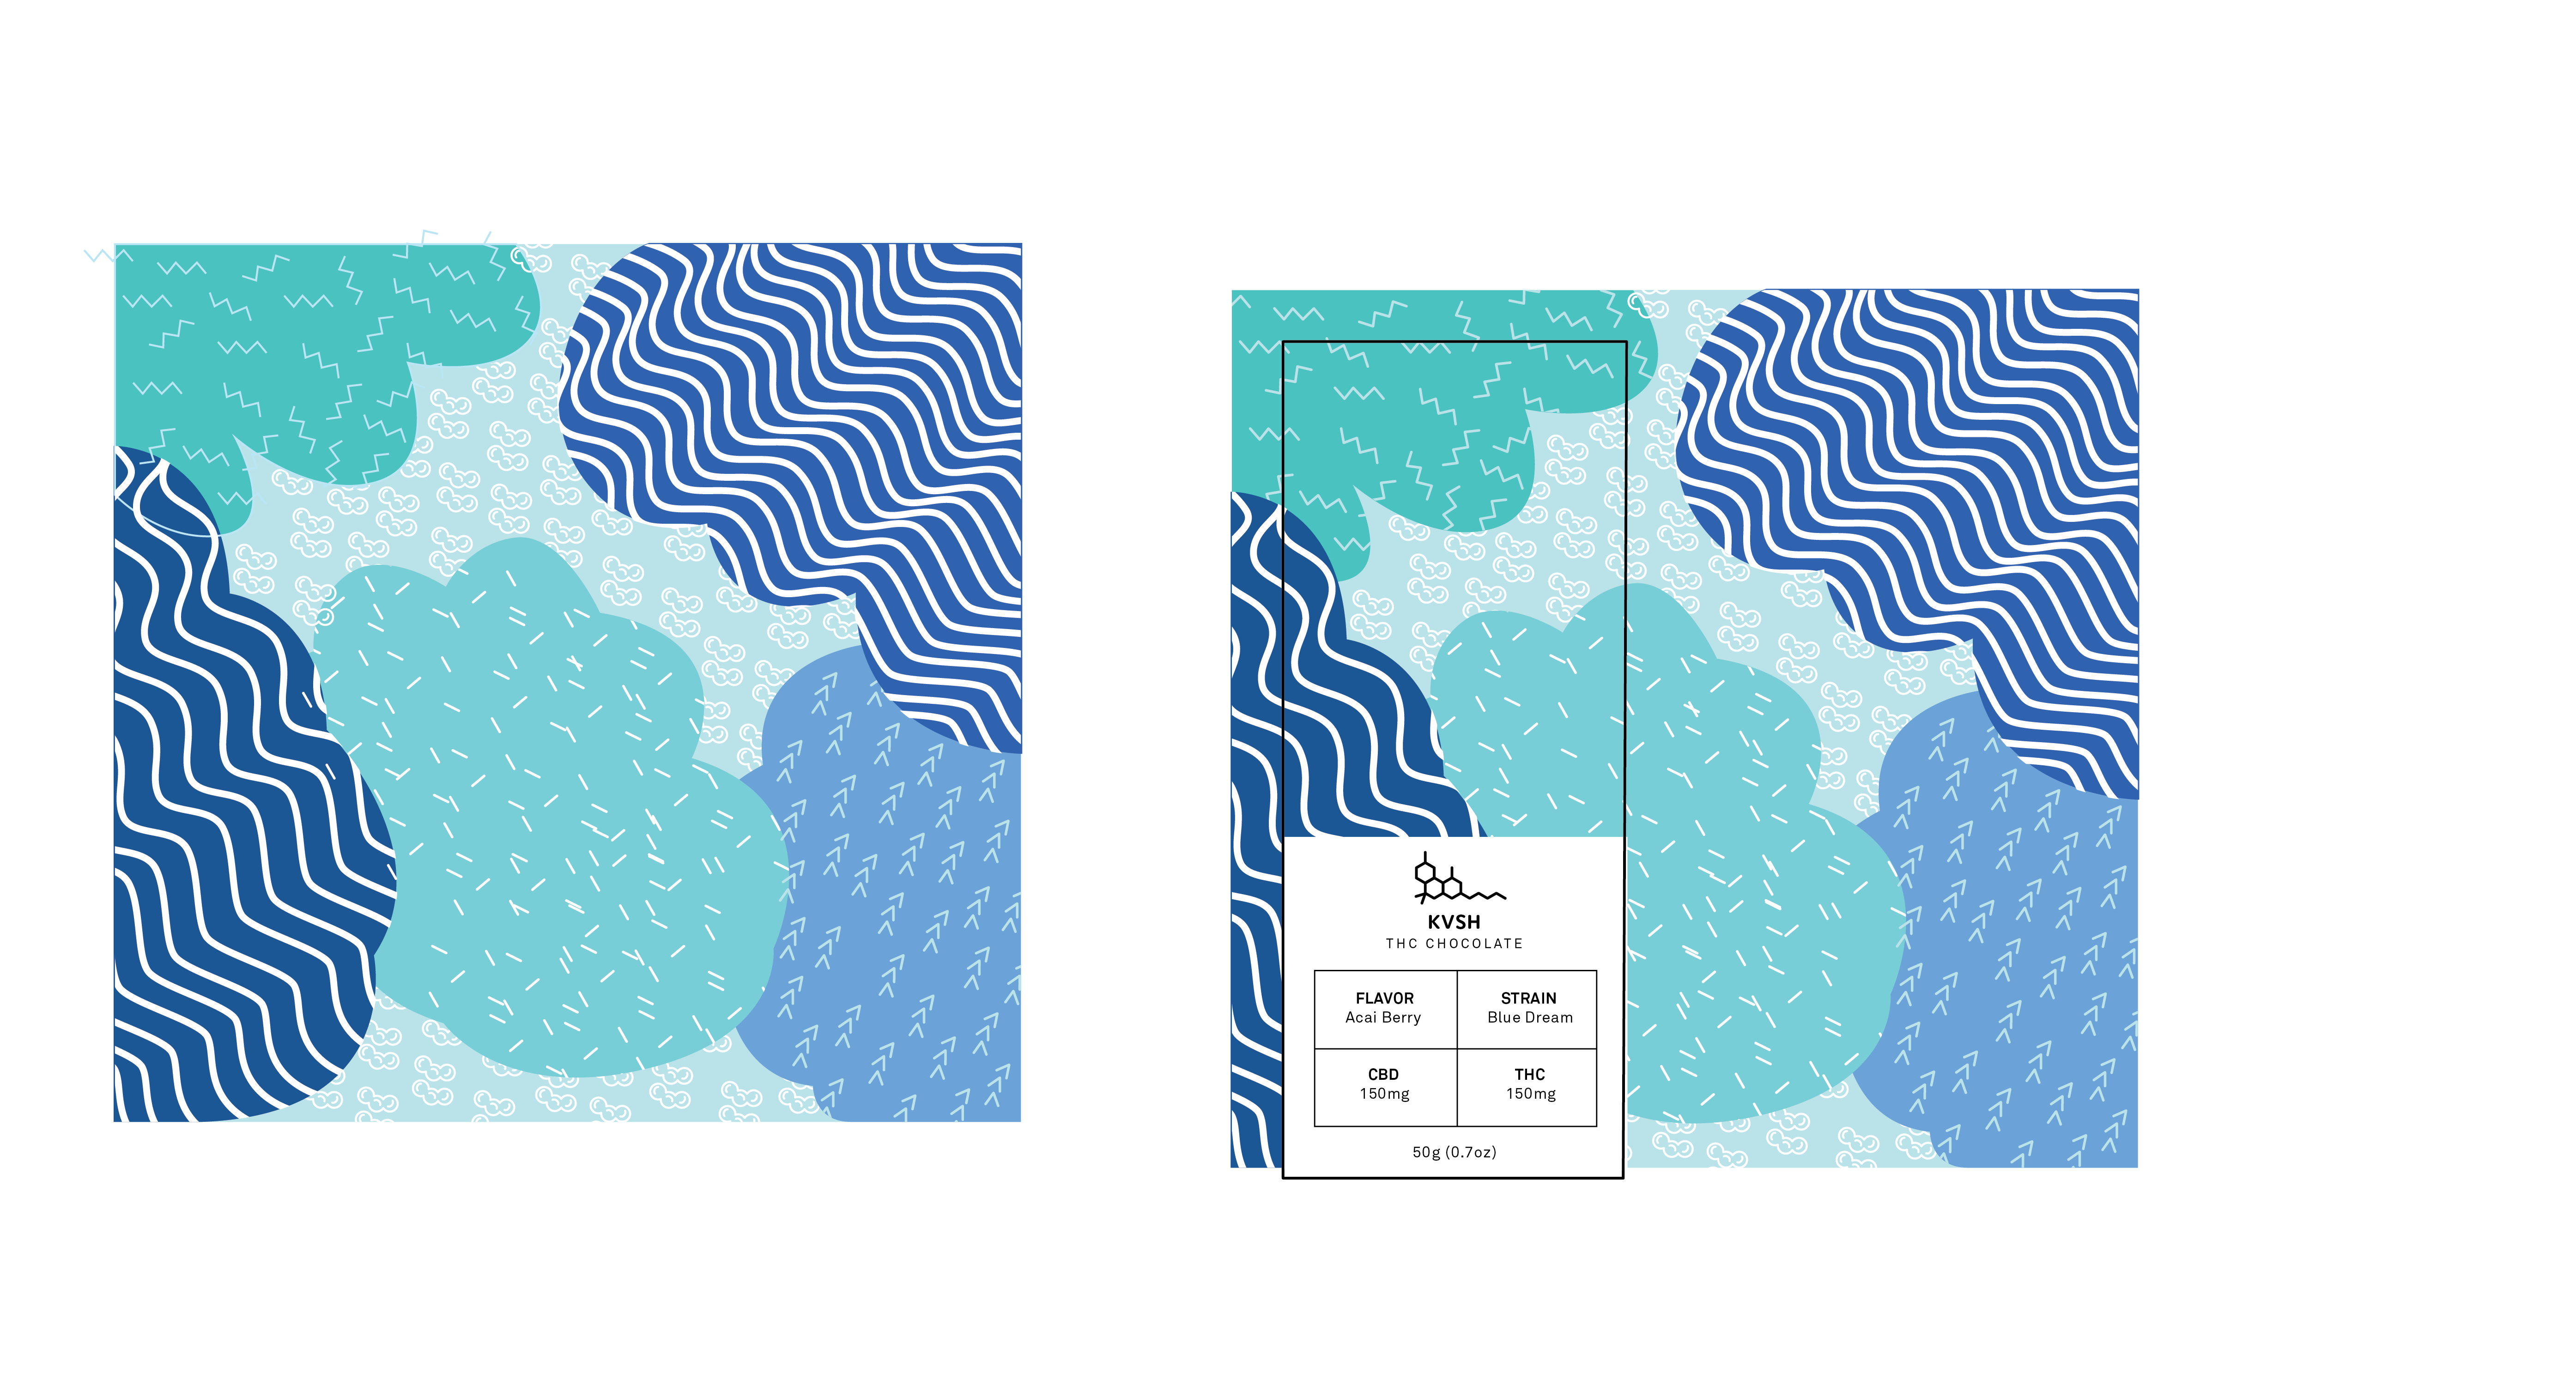 KVSH
THC CHOCOLATE
FLAVOR
Acai Berry
STRAIN
Blue Dream
CBD
150mg
THC
150mg
50g (0.7oz)